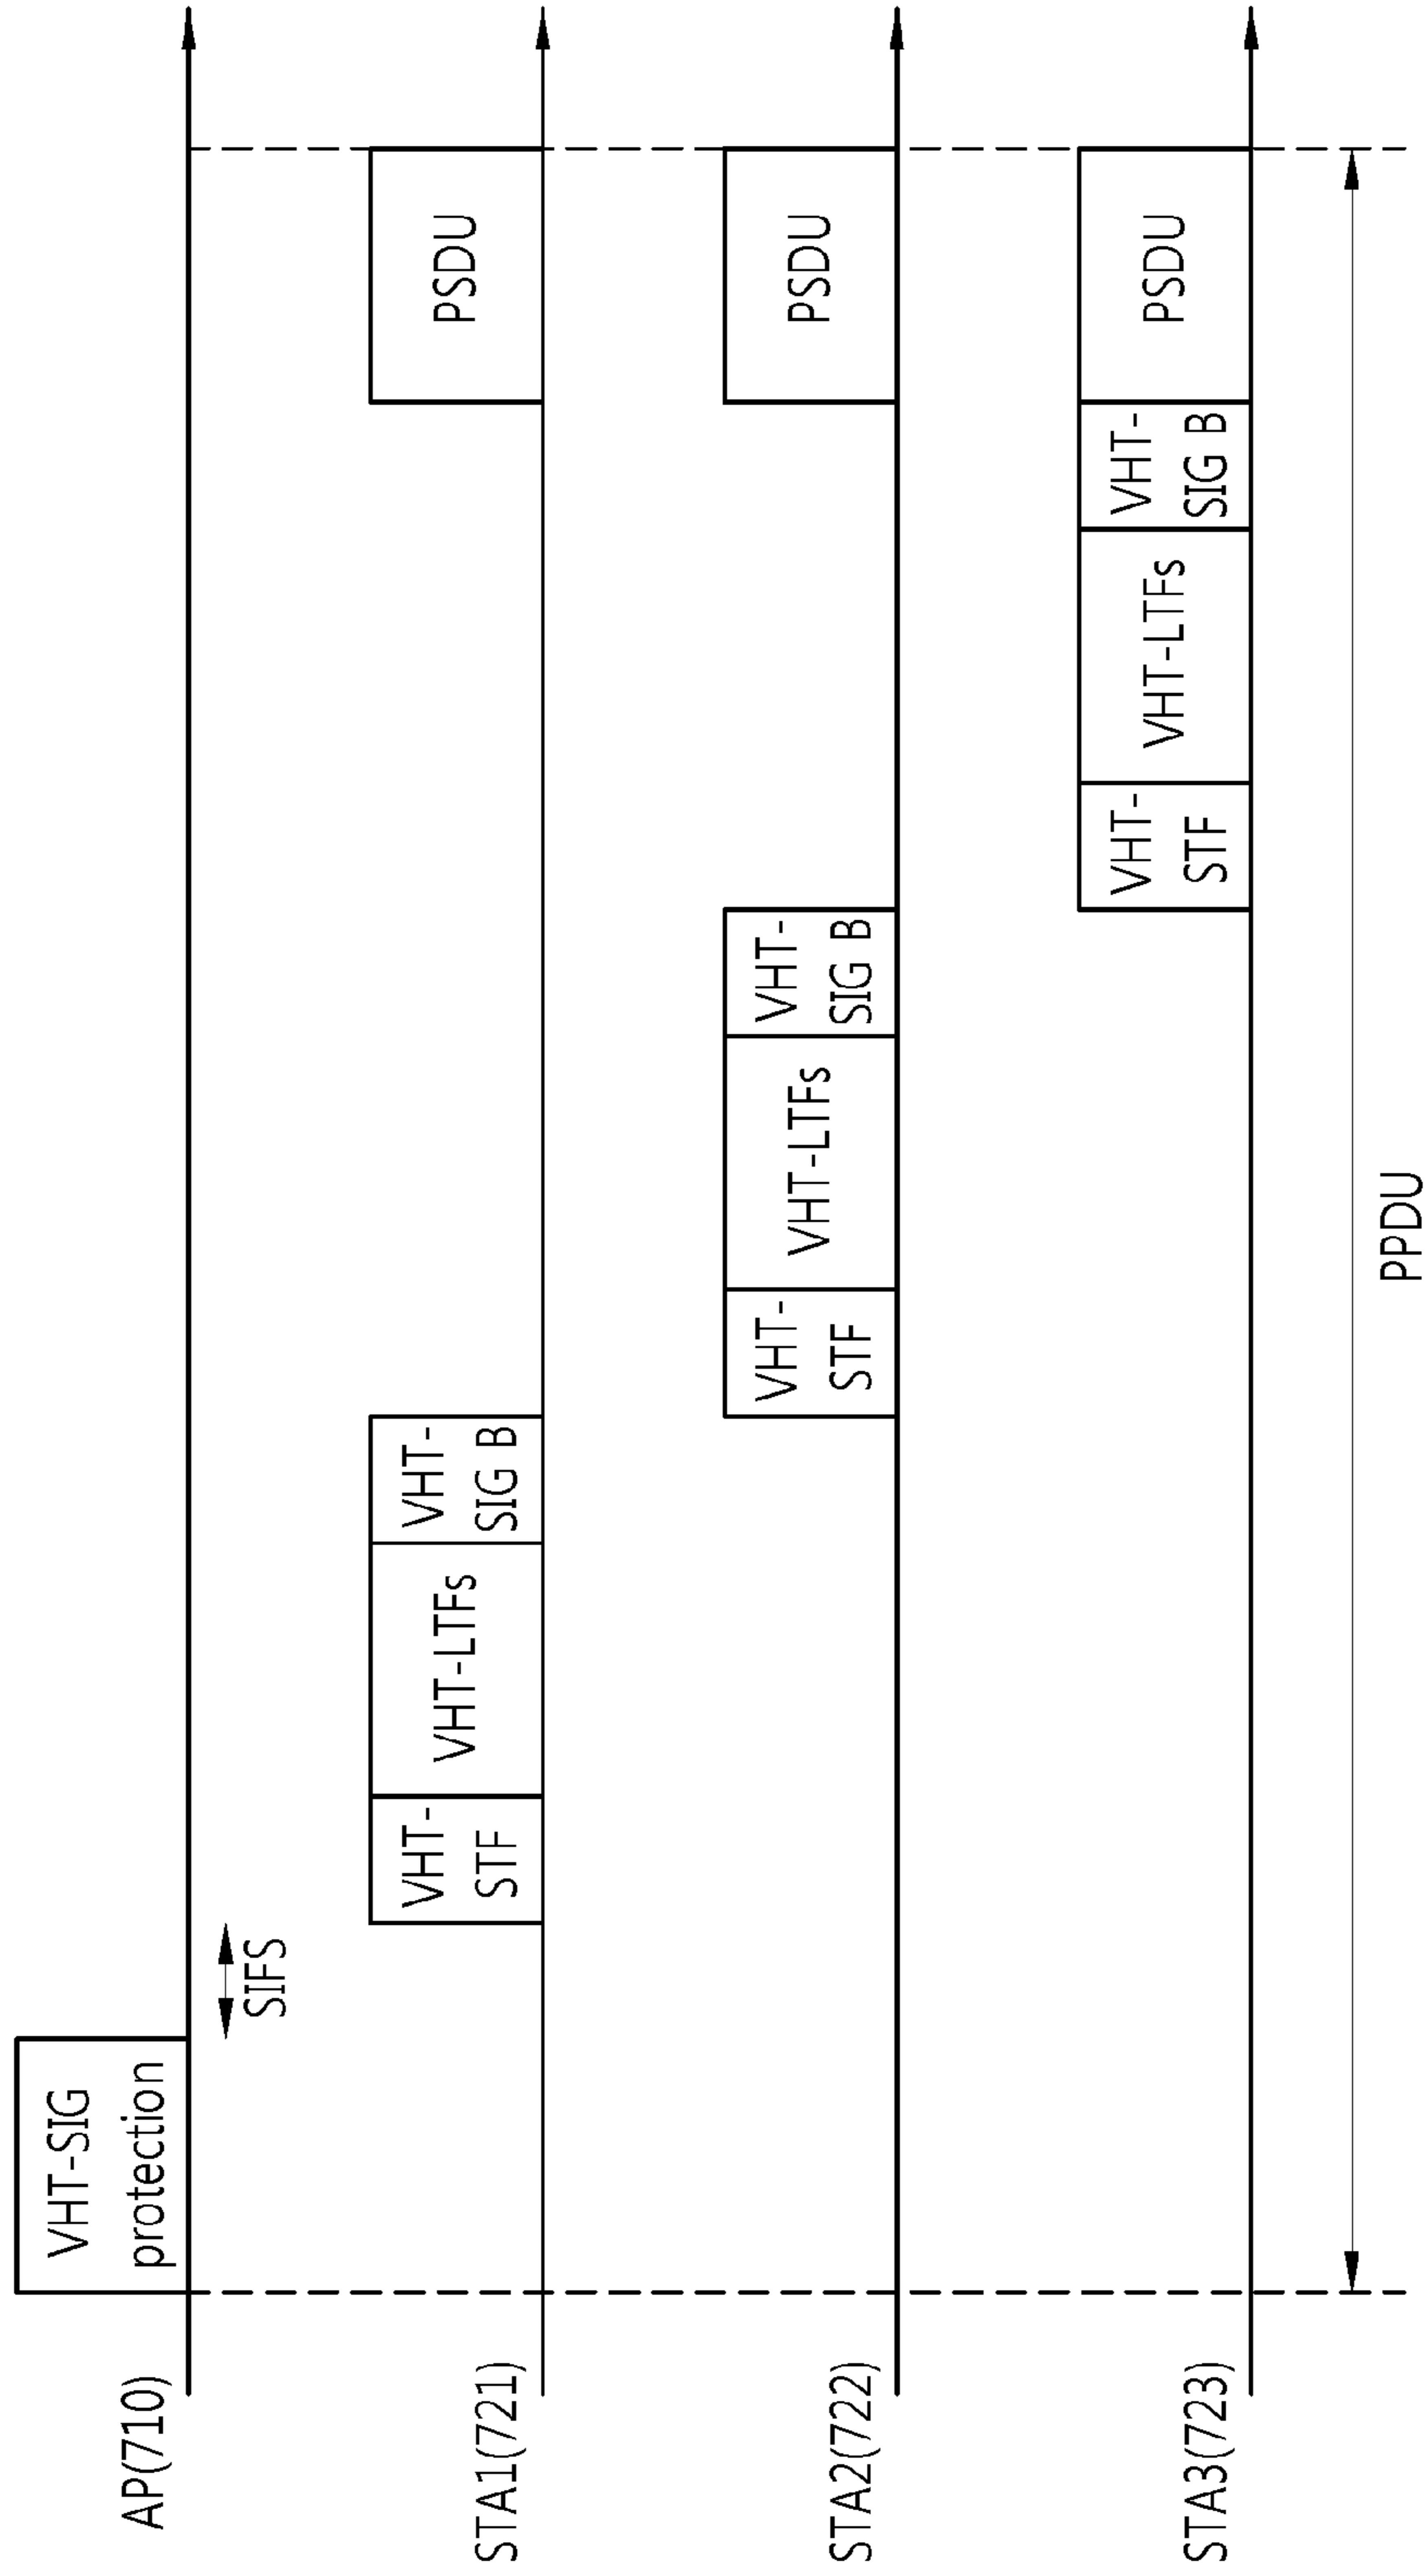 AP(710)
VHT-SIG
protection
SIFS
STA1(721)
VHT-
STF
VHT-LTFs
VHT-
SIG B
PSDU
STA2(722)
VHT-
STF
VHT-LTFs
VHT-
SIG B
PSDU
STA3(723)
VHT-
STF
VHT-LTFs
VHT-
SIG B
PSDU
PPDU